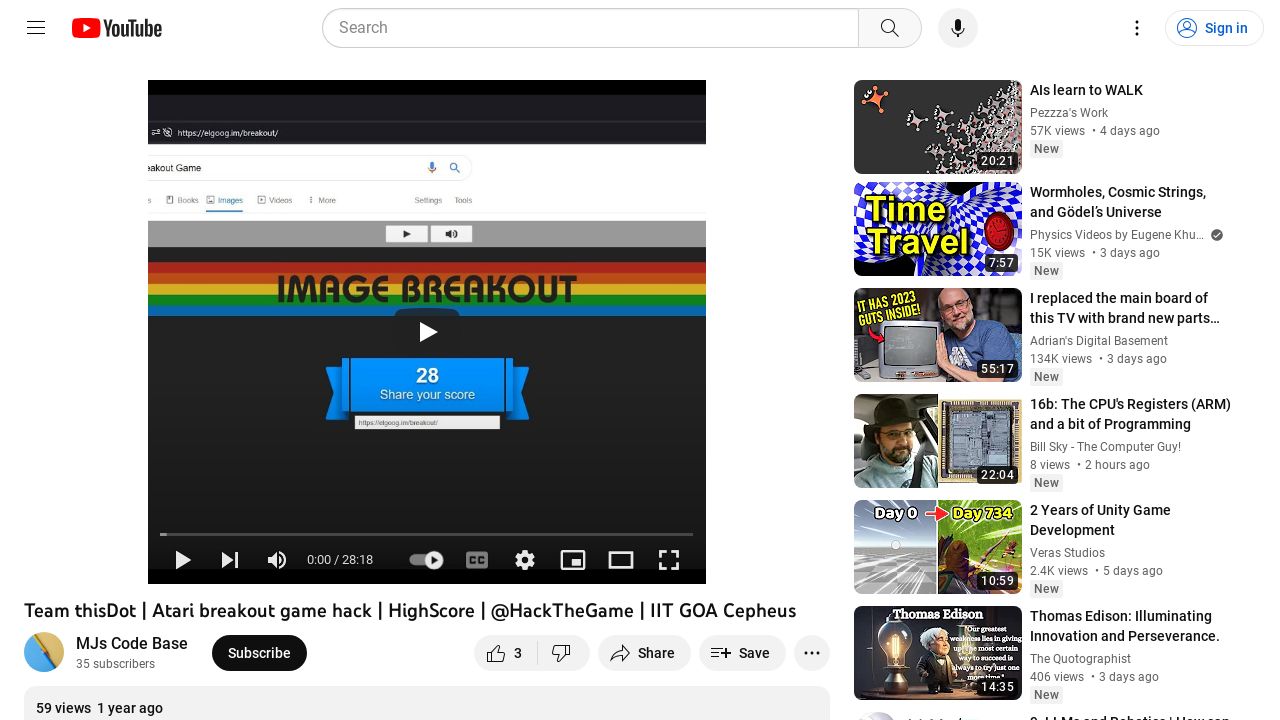 YouTube
Search
Sign in
https://elgoog.im/breakout/
eakout Game
Books
Images
Videos
More
Settings
Tools
IMAGE BREAKOUT
28
Share your score
https://elgoog.im/breakout/
0:00 / 28:18
CC
Team thisDot | Atari breakout game hack | HighScore | @HackTheGame | IIT GOA Cepheus
MJs Code Base
35 subscribers
Subscribe
3
Share
Save
59 views 1 year ago
20:21
AIs learn to WALK
Pezzza's Work
57K views • 4 days ago
New
Time
Travel
7:57
Wormholes, Cosmic Strings,
and Gödel’s Universe
Physics Videos by Eugene Khu...
15K views • 3 days ago
New
IT HAS 2023
GUTS INSIDE!
55:17
I replaced the main board of
this TV with brand new parts…
Adrian's Digital Basement
134K views • 3 days ago
New
22:04
16b: The CPU's Registers (ARM)
and a bit of Programming
Bill Sky - The Computer Guy!
8 views • 2 hours ago
New
Day 0
Day 734
10:59
2 Years of Unity Game
Development
Veras Studios
2.4K views • 5 days ago
New
Thomas Edison
"Our greatest
weakness lies in giving
up. The most certain
way to succeed is
always to try just one
more time."
14:35
Thomas Edison: Illuminating
Innovation and Perseverance.
The Quotographist
406 views • 3 days ago
New